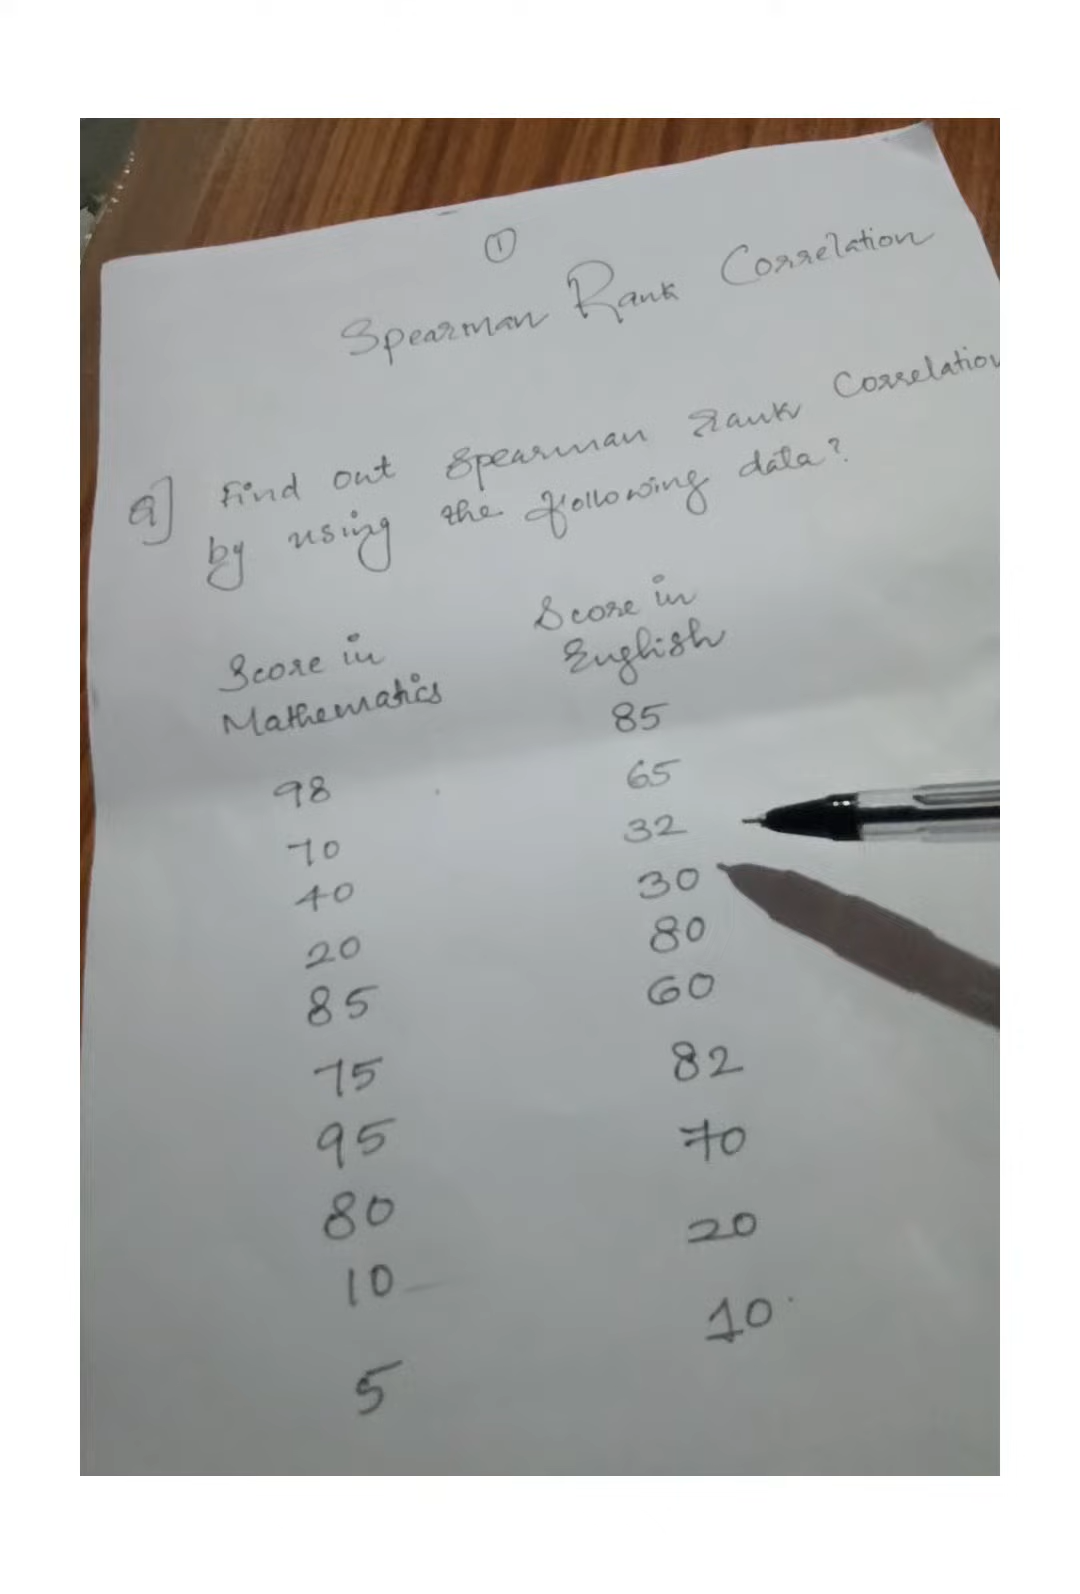 1
Spearman Rank Correlation
Q] Find out Spearman Rank Correlation
by using the following data?
Score in Mathematics Score in English
98 85
70 65
40 32
20 30
85 80
75 60
95 82
80 70
10 20
5 10